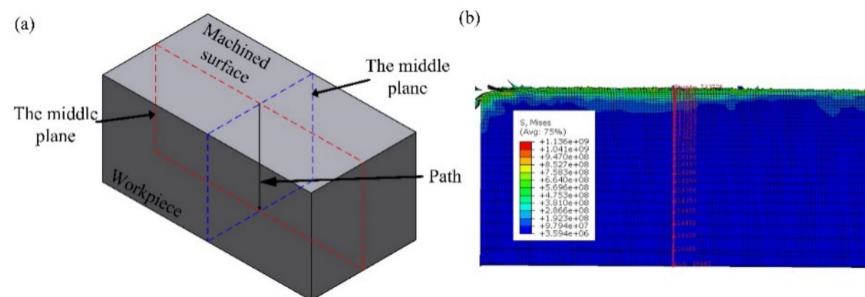 (a)
Machined
surface
The middle
plane
The middle
plane
Path
Workpiece
(b)
S, Mises
(Avg: 75%)
+1.136e+09
+1.041e+09
+9.470e+08
+8.527e+08
+7.583e+08
+6.640e+08
+5.696e+08
+4.753e+08
+3.810e+08
+2.866e+08
+1.923e+08
+9.794e+07
+3.594e+06